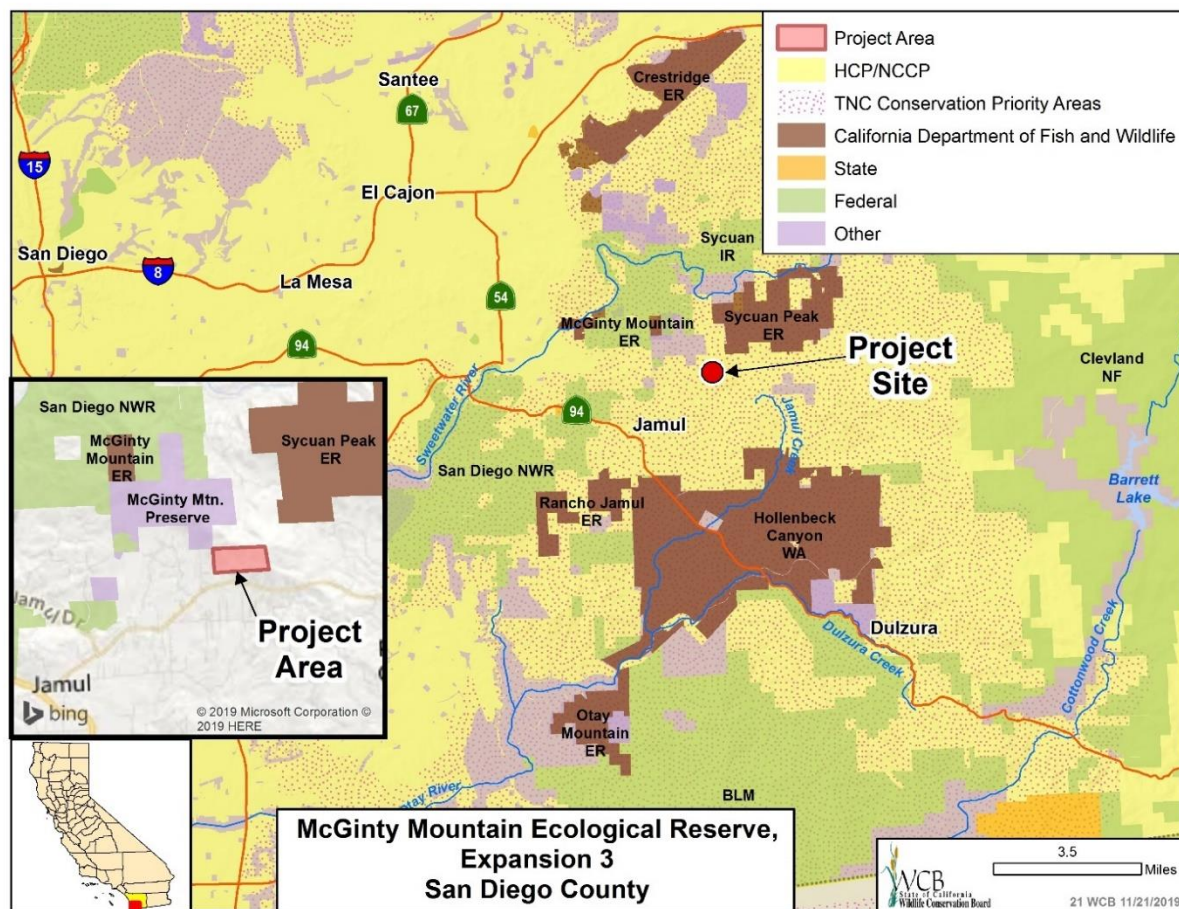 Project Area
HCP/NCCP
TNC Conservation Priority Areas
California Department of Fish and Wildlife
State
Federal
Other
Santee
67
Crestridge
ER
15
El Cajon
San Diego
8
La Mesa
Sycuan
IR
54
McGinty Mountain
ER
Sycuan Peak
ER
94
Project
Site
Clevland
NF
Sweetwater River
94
Jamul
Jamul Creek
San Diego NWR
Rancho Jamul
ER
Hollenbeck
Canyon
WA
Barrett
Lake
Dulzura
Dulzura Creek
Cottonwood Creek
Otay
Mountain
ER
Otay River
BLM
San Diego NWR
McGinty
Mountain
ER
Sycuan Peak
ER
McGinty Mtn.
Preserve
Project
Area
Jamul
bing
© 2019 Microsoft Corporation ©
2019 HERE
McGinty Mountain Ecological Reserve,
Expansion 3
San Diego County
WCB
State of California
Wildlife Conservation Board
3.5
Miles
21 WCB 11/21/2019